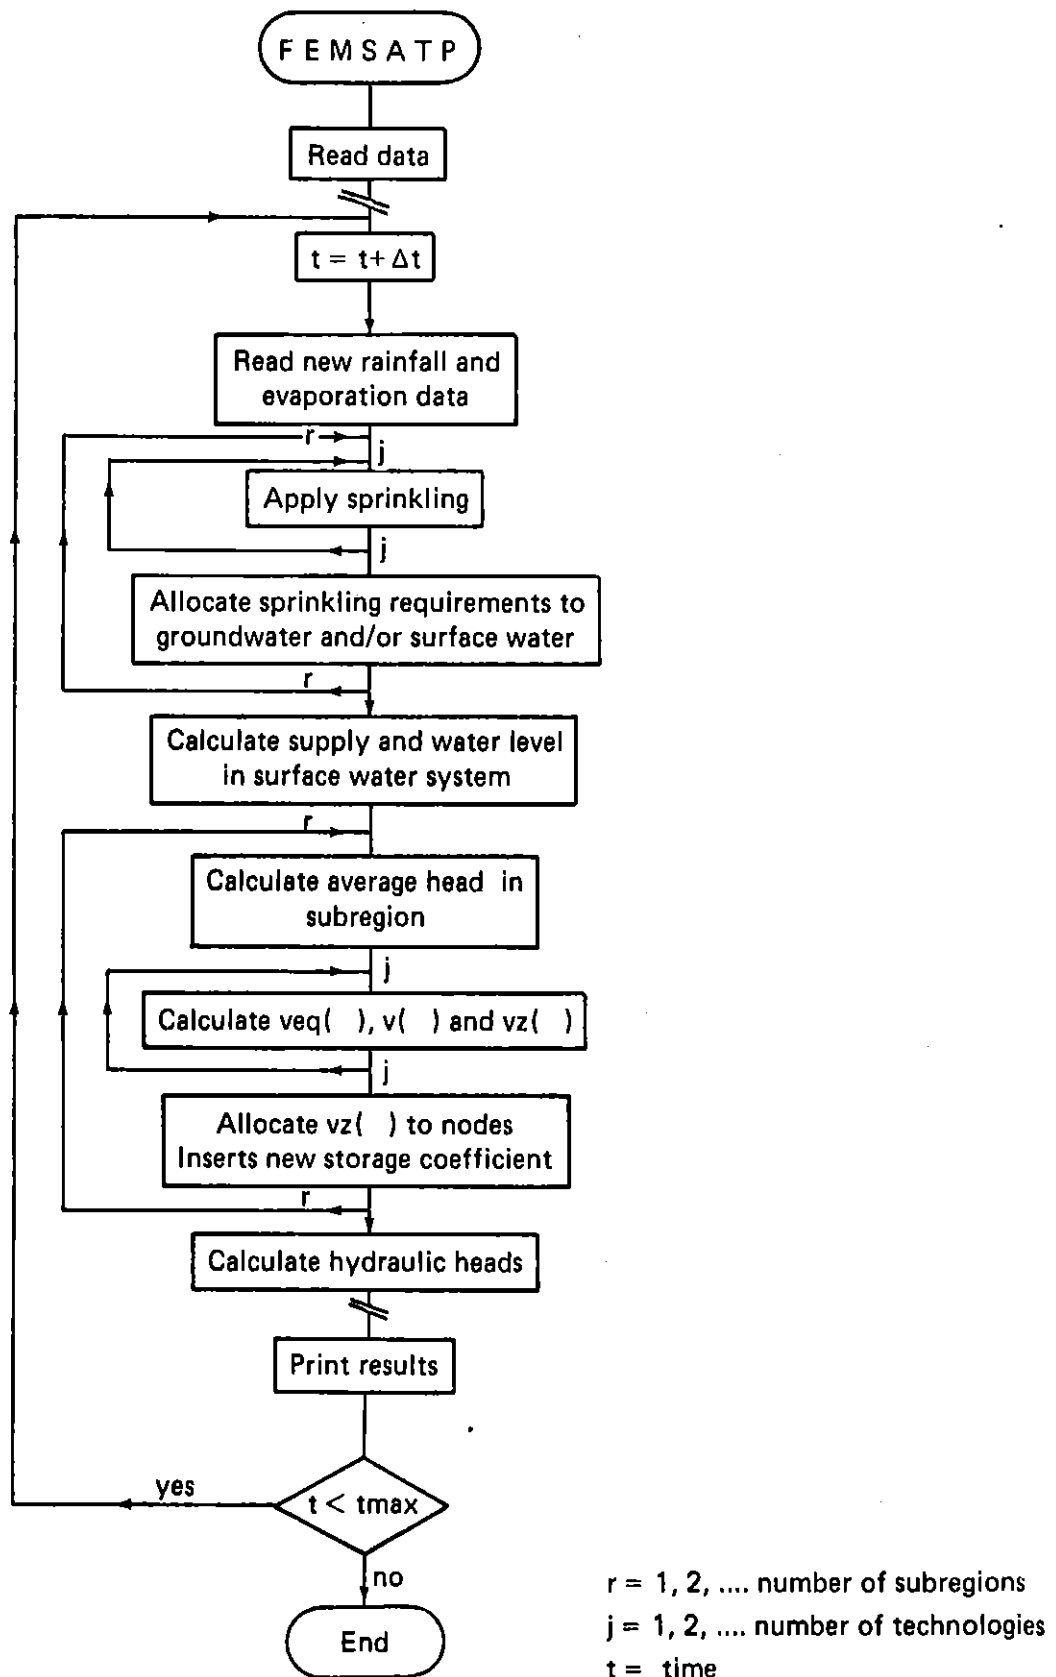 F E M S A T P
Read data
t = t+ Δt
Read new rainfall and
evaporation data
r
j
Apply sprinkling
j
Allocate sprinkling requirements to
groundwater and/or surface water
r
Calculate supply and water level
in surface water system
r
Calculate average head in
subregion
j
Calculate veq( ), v( ) and vz( )
j
Allocate vz( ) to nodes
Inserts new storage coefficient
r
Calculate hydraulic heads
Print results
yes
t < tmax
no
End
r = 1, 2, .... number of subregions
j = 1, 2, .... number of technologies
t = time